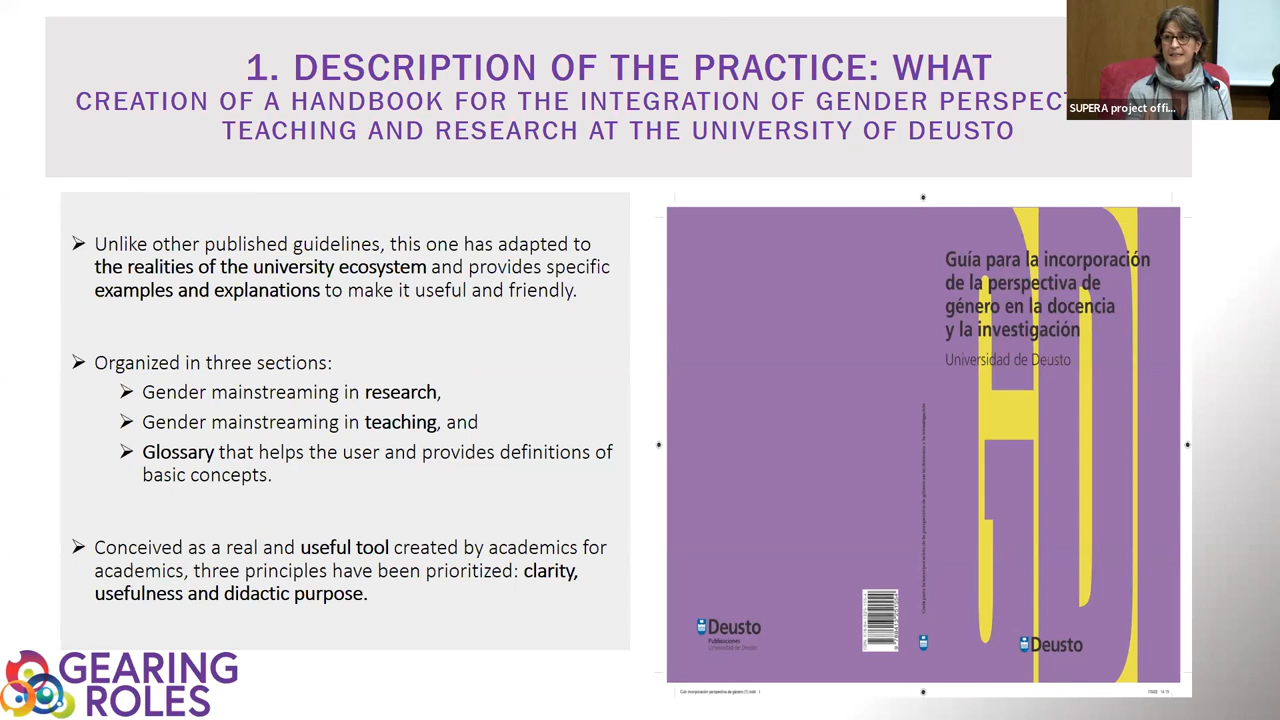 1. DESCRIPTION OF THE PRACTICE: WHAT
CREATION OF A HANDBOOK FOR THE INTEGRATION OF GENDER PERSPECT
TEACHING AND RESEARCH AT THE UNIVERSITY OF DEUSTO
SUPERA project offi...
Unlike other published guidelines, this one has adapted to
the realities of the university ecosystem and provides specific
examples and explanations to make it useful and friendly.
Organized in three sections:
Gender mainstreaming in research,
Gender mainstreaming in teaching, and
Glossary that helps the user and provides definitions of
basic concepts.
Conceived as a real and useful tool created by academics for
academics, three principles have been prioritized: clarity,
usefulness and didactic purpose.
GEARING
ROLES
Guía para la incorporación
de la perspectiva de
género en la docencia
y la investigación
Universidad de Deusto
Deusto
Publicaciones
Universidad de Deusto
Deusto